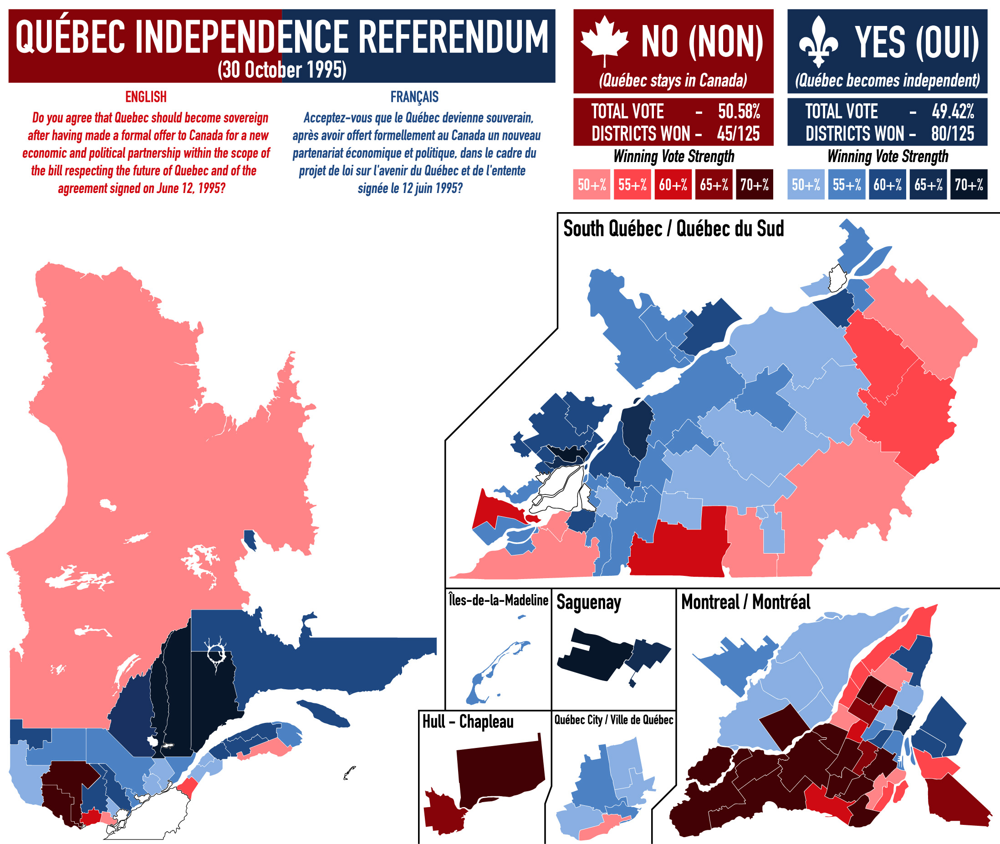 QUÉBEC INDEPENDENCE REFERENDUM
(30 October 1995)
ENGLISH
Do you agree that Quebec should become sovereign
after having made a formal offer to Canada for a new
economic and political partnership within the scope of
the bill respecting the future of Quebec and of the
agreement signed on June 12, 1995?
FRANÇAIS
Acceptez-vous que le Québec devienne souverain,
après avoir offert formellement au Canada un nouveau
partenariat économique et politique, dans le cadre du
projet de loi sur l'avenir du Québec et de l'entente
signée le 12 juin 1995?
NO (NON)
(Québec stays in Canada)
TOTAL VOTE - 50.58%
DISTRICTS WON - 45/125
Winning Vote Strength
50+% 55+% 60+% 65+% 70+%
YES (OUI)
(Québec becomes independent)
TOTAL VOTE - 49.42%
DISTRICTS WON - 80/125
Winning Vote Strength
50+% 55+% 60+% 65+% 70+%
South Québec / Québec du Sud
Îles-de-la-Madeline
Saguenay
Montreal / Montréal
Hull - Chapleau
Québec City / Ville de Québec